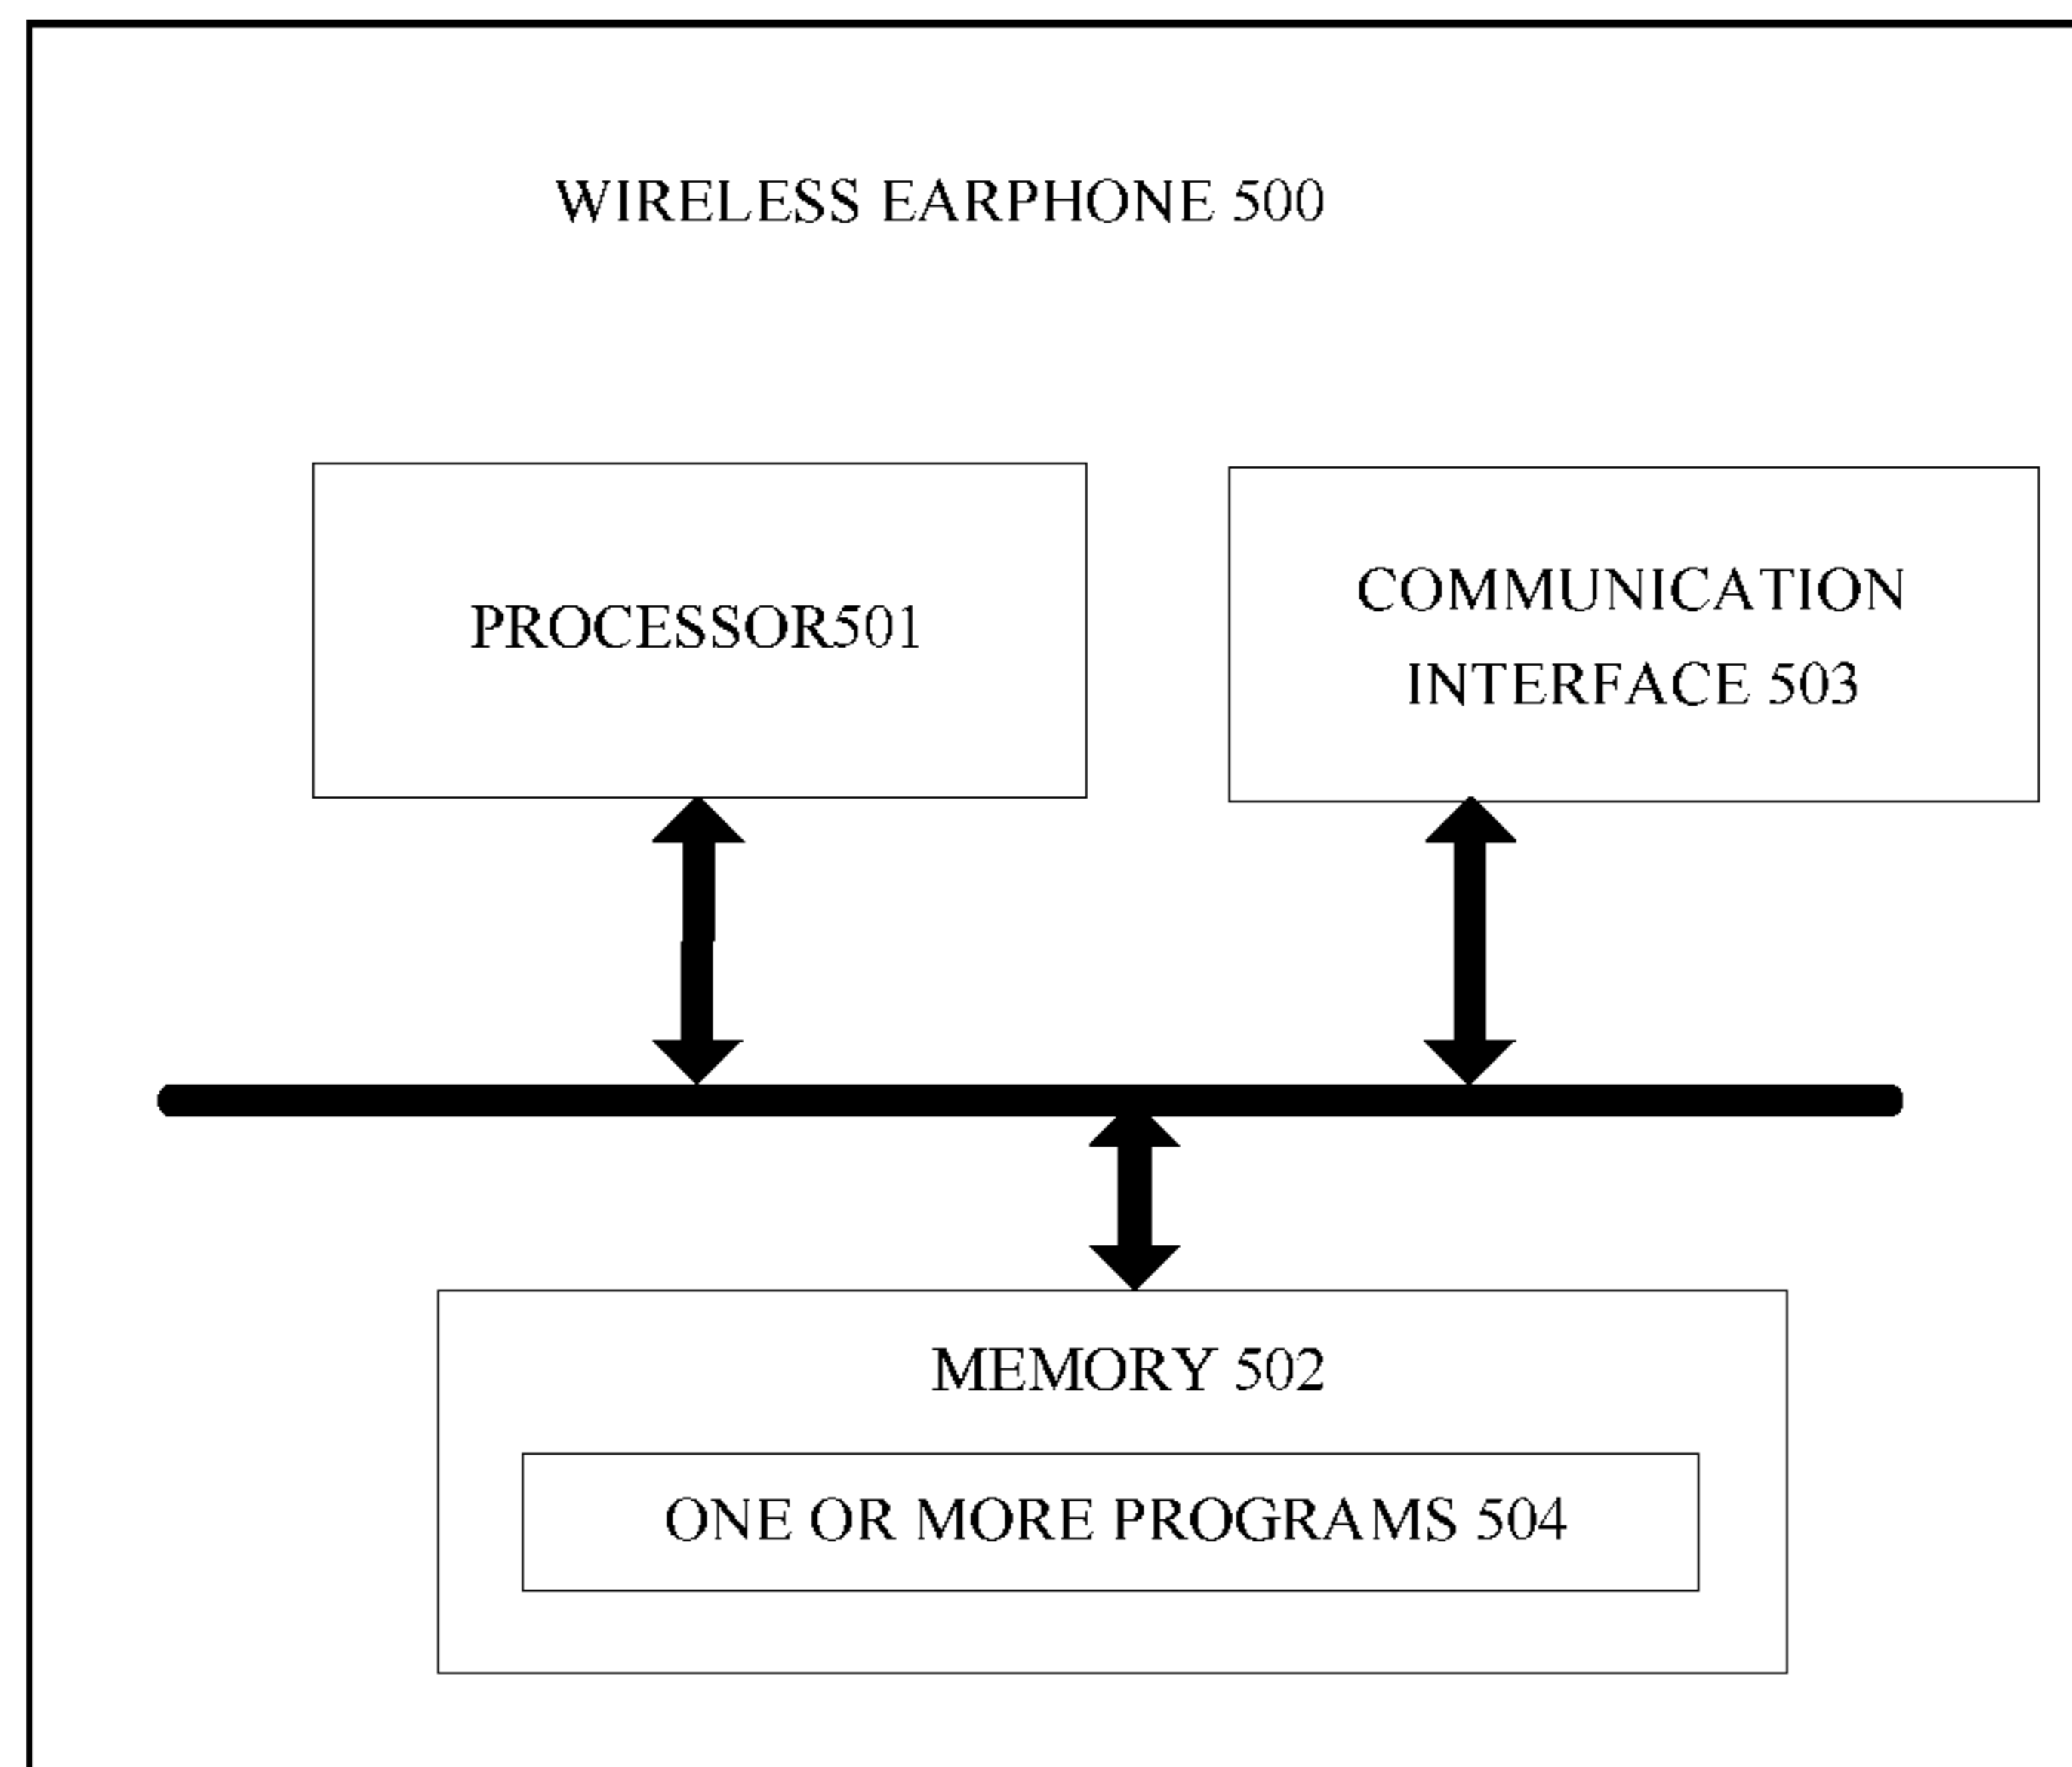 WIRELESS EARPHONE 500
PROCESSOR501
COMMUNICATION
INTERFACE 503
MEMORY 502
ONE OR MORE PROGRAMS 504